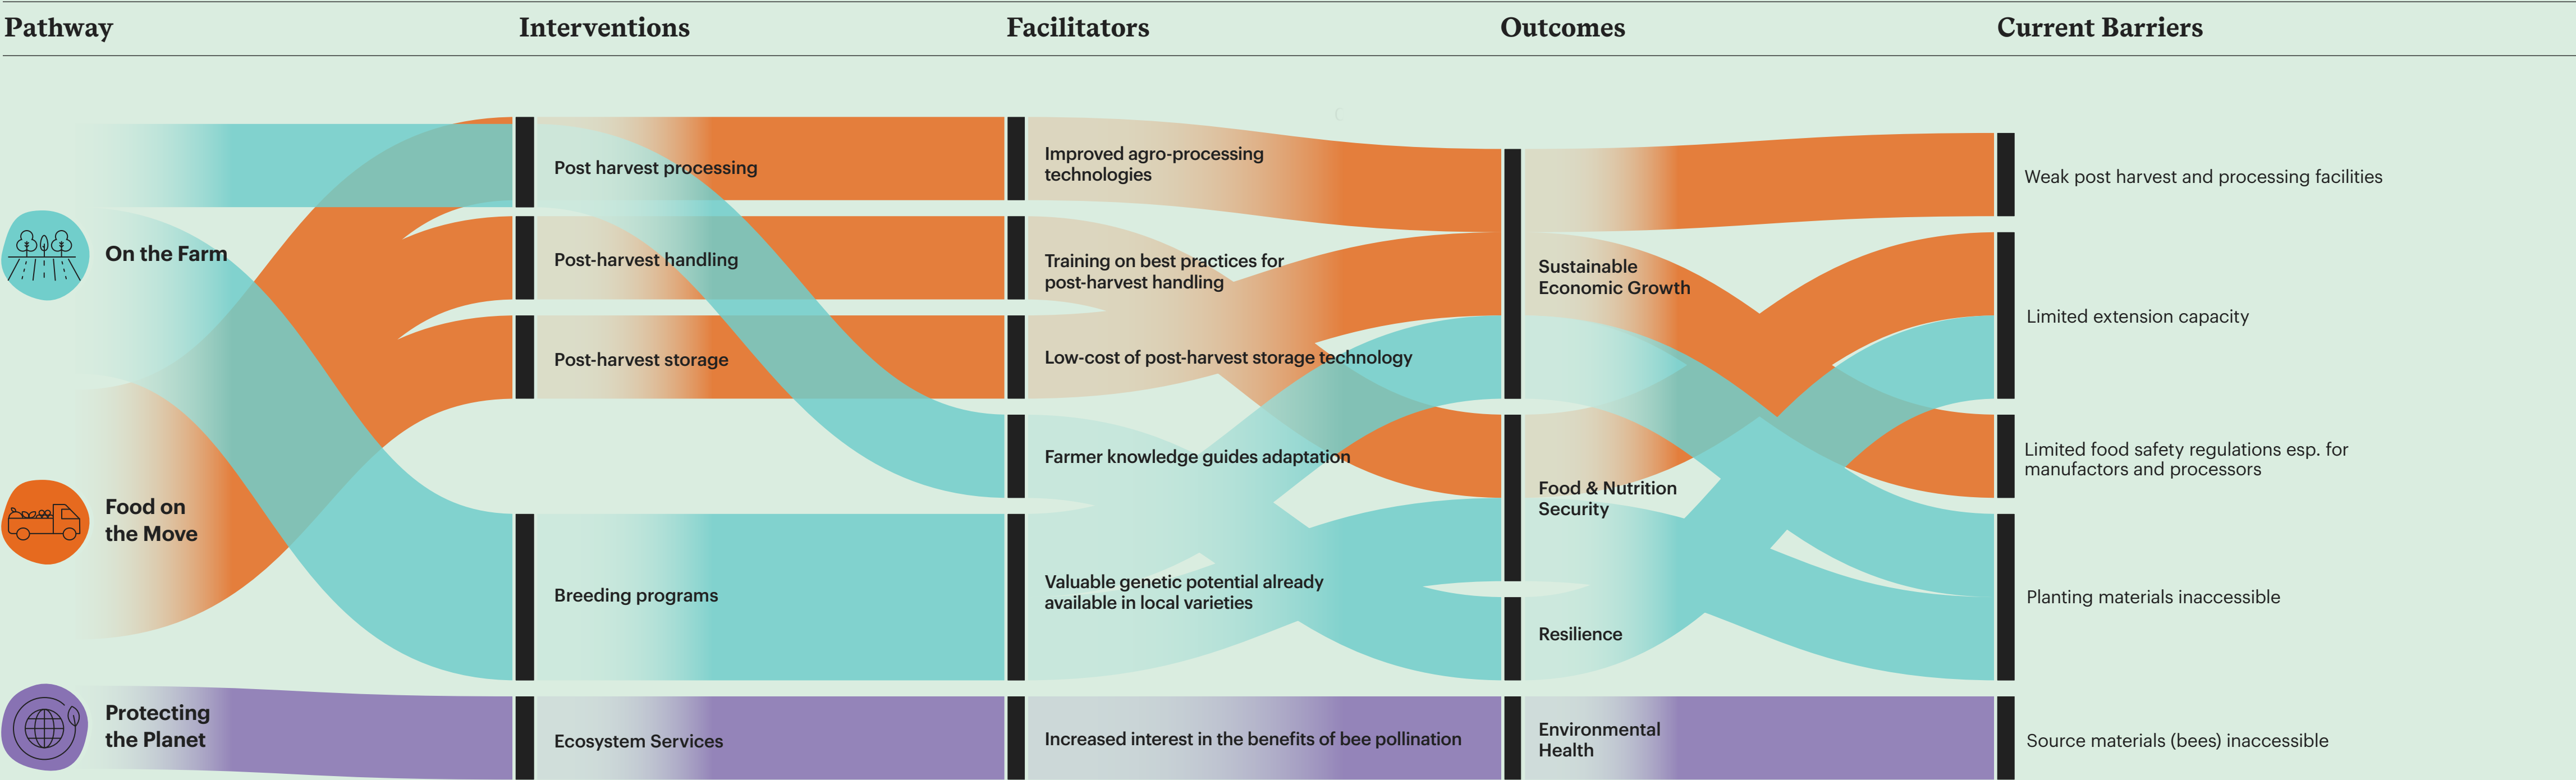 Pathway
Interventions
Facilitators
Outcomes
Current Barriers
On the Farm
Food on
the Move
Protecting
the Planet
Post harvest processing
Post-harvest handling
Post-harvest storage
Breeding programs
Ecosystem Services
Improved agro-processing
technologies
Training on best practices for
post-harvest handling
Low-cost of post-harvest storage technology
Farmer knowledge guides adaptation
Valuable genetic potential already
available in local varieties
Increased interest in the benefits of bee pollination
Sustainable
Economic Growth
Food & Nutrition
Security
Resilience
Environmental
Health
Weak post harvest and processing facilities
Limited extension capacity
Limited food safety regulations esp. for
manufactors and processors
Planting materials inaccessible
Source materials (bees) inaccessible